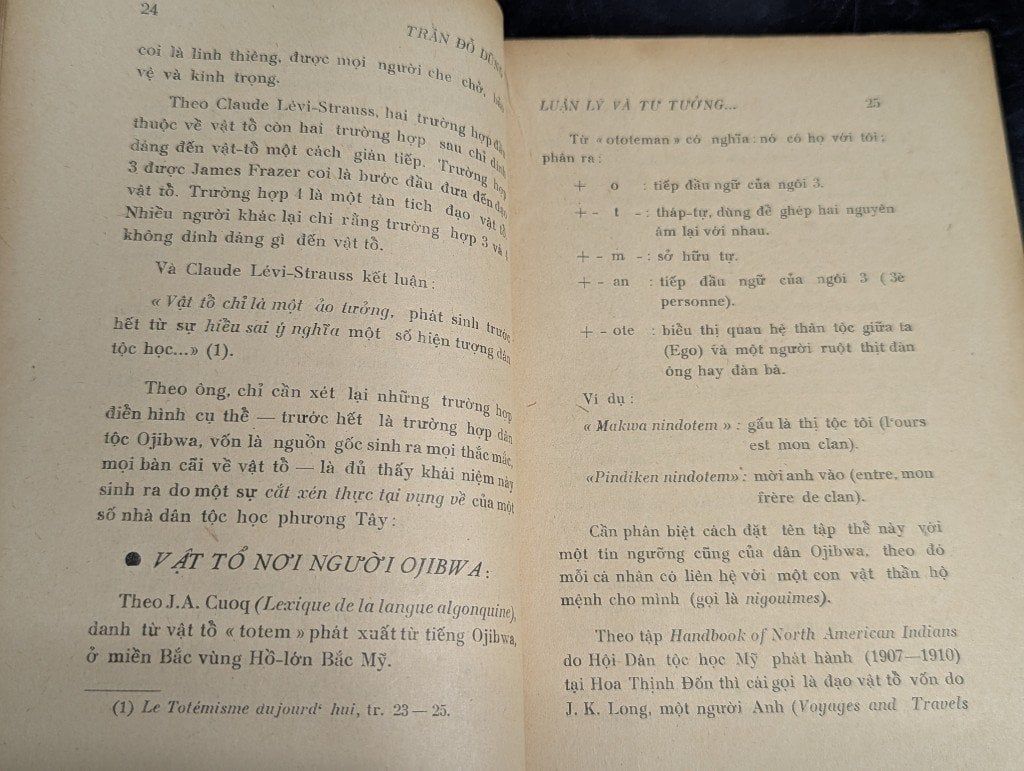 24
TRẦN ĐỖ DŨNG
coi là linh thiêng, được mọi người che chở, bảo
vệ và kinh trọng.
Theo Claude Lévi-Strauss, hai trường hợp đầu
thuộc về vật tổ còn hai trường hợp sau chỉ dính
dáng đến vật-tổ một cách gián tiếp. Trường hợp
3 được James Frazer coi là bước đầu đưa đến đạo
vật tổ. Trường hợp 4 là một tàn tích đạo vật tổ.
Nhiều người khác lại chỉ rằng trường hợp 3 và 4
không dính dáng gì đến vật tổ.
Và Claude Lévi-Strauss kết luận :
« Vật tổ chỉ là một ảo tưởng, phát sinh trước
hết từ sự hiểu sai ý nghĩa một số hiện tượng dân
tộc học...» (1).
Theo ông, chỉ cần xét lại những trường hợp
điển hình cụ thể — trước hết là trường hợp dân
tộc Ojibwa, vốn là nguồn gốc sinh ra mọi thắc mắc,
mọi bàn cãi về vật tổ — là đủ thấy khái niệm này
sinh ra do một sự cắt xén thực tại vụng về của một
số nhà dân tộc học phương Tây :
● VẬT TỔ NƠI NGƯỜI OJIBWA :
Theo J.A. Cuoq (Lexique de la langue algonquine),
danh từ vật tổ « totem » phát xuất từ tiếng Ojibwa,
ở miền Bắc vùng Hồ-lớn Bắc Mỹ.
(1) Le Totémisme dujourd‘ hui, tr. 23 — 25.
LUẬN LÝ VÀ TƯ TƯỞNG...
25
Từ « ototeman » có nghĩa : nó có họ với tôi ;
phân ra :
+ o : tiếp đầu ngữ của ngôi 3.
+ - t - : tháp-tự, dùng để ghép hai nguyên
âm lại với nhau.
+ - m - : sở hữu tự.
+ - an : tiếp đầu ngữ của ngôi 3 ( 3è
personne).
+ - ote : biểu thị quan hệ thân tộc giữa ta
(Ego) và một người ruột thịt đàn
ông hay đàn bà.
Ví dụ :
« Makwa nindotem » : gấu là thị tộc tôi (l'ours
est mon clan).
«Pindiken nindotem» : mời anh vào (entre, mon
frère de clan).
Cần phân biệt cách đặt tên tập thể này với
một tín ngưỡng cũng của dân Ojibwa, theo đó
mỗi cá nhân có liên hệ với một con vật thần hộ
mệnh cho mình (gọi là nigouimes).
Theo tập Handbook of North American Indians
do Hội Dân tộc học Mỹ phát hành (1907—1910)
tại Hoa Thịnh Đốn thì cái gọi là đạo vật tổ vốn do
J. K. Long, một người Anh (Voyages and Travels